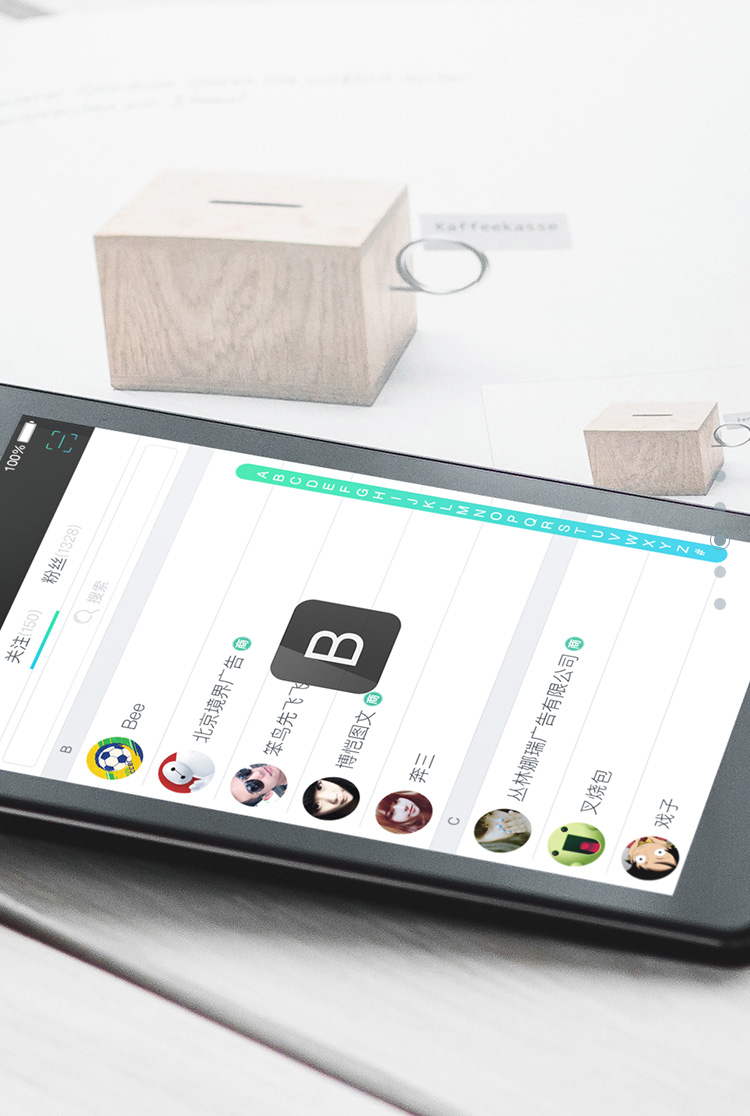 Kaffeekasse
100%
关注(150)
粉丝(1328)
搜索
B
Bee
北京境界广告 商
笨鸟先飞飞
博恺图文 商
奔三
C
丛林娜瑞广告有限公司 商
叉烧包
戏子
A B C D E F G H I J K L M N O P Q R S T U V W X Y Z #
B